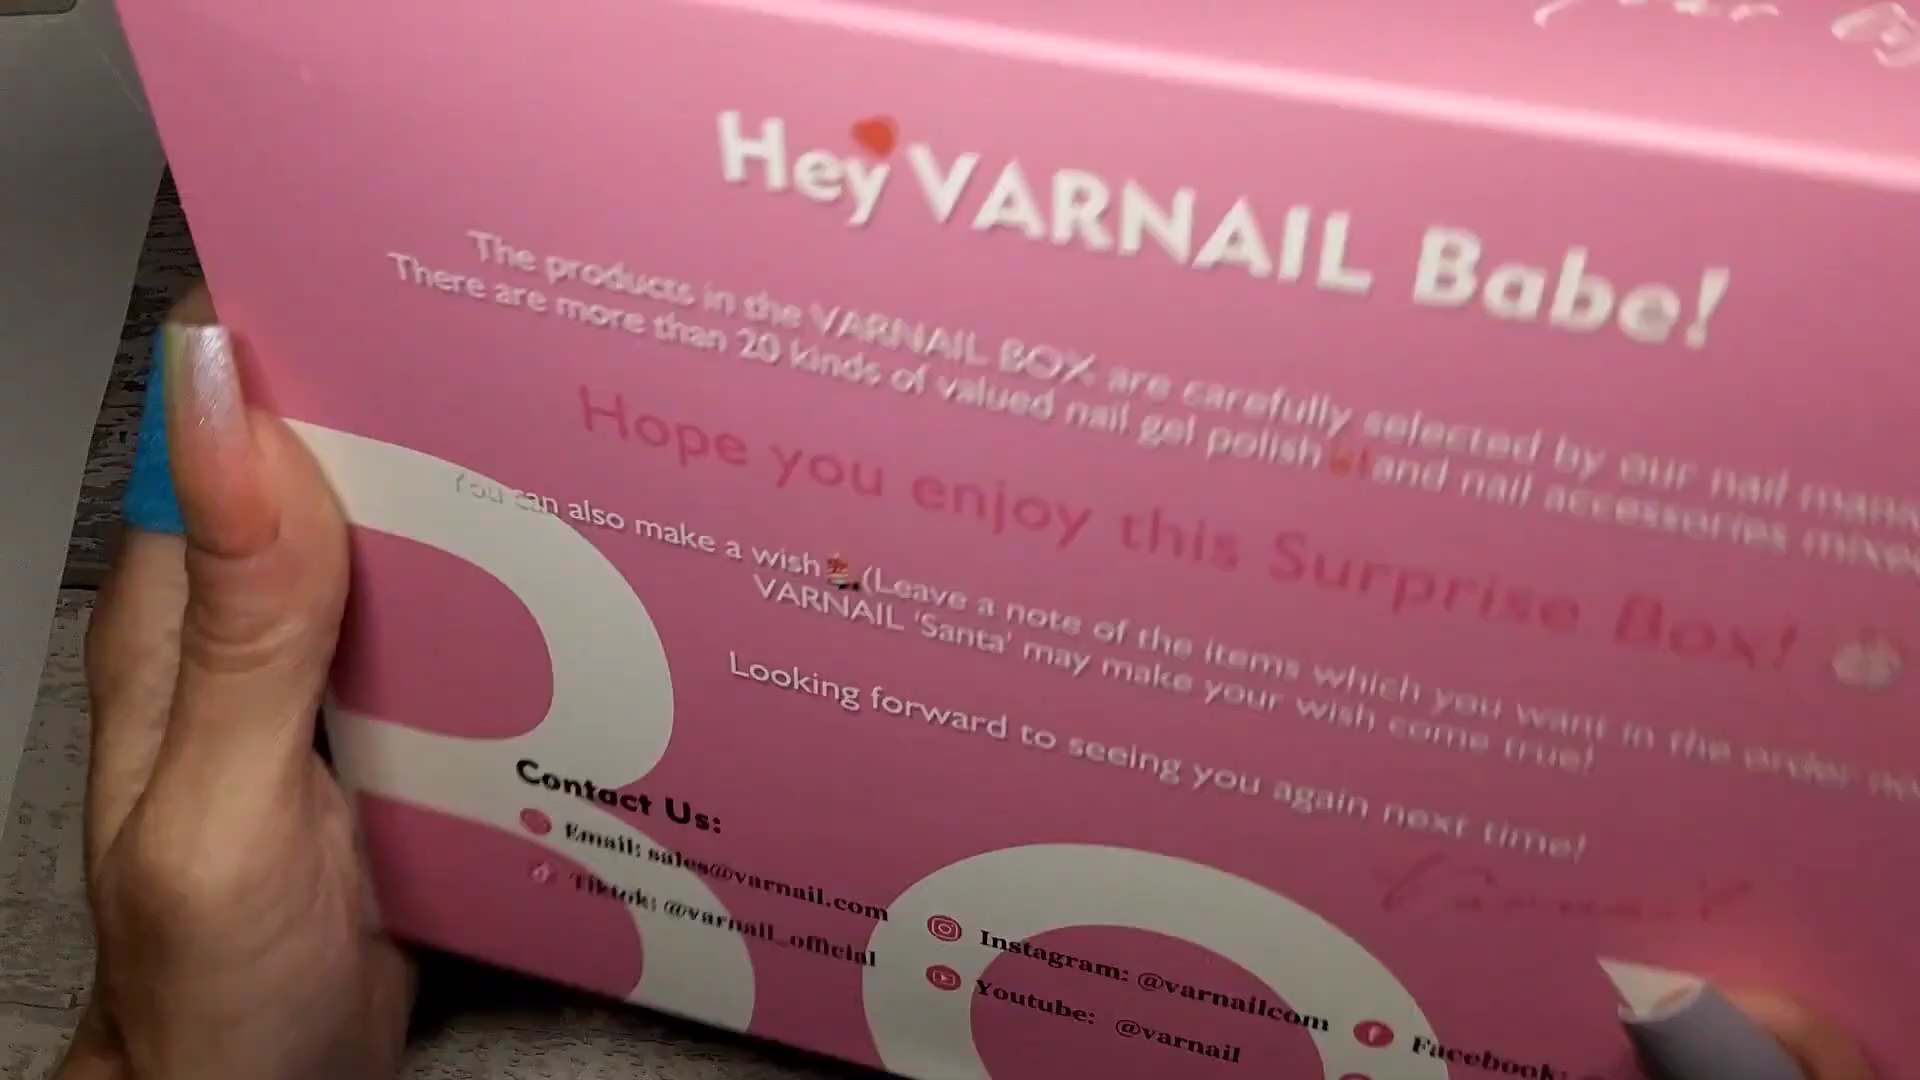 Hey VARNAIL Babe!
The products in the VARNAIL BOX are carefully selected by our nail
There are more than 20 kinds of valued nail gel polish and nail accessories
Hope you enjoy this Surprise Box!
You can also make a wish (Leave a note of the items which you want in the order
VARNAIL 'Santa' may make your wish come true!
Looking forward to seeing you again next time!
Varnail
Contact Us:
Email: sales@varnail.com
Tiktok: @varnail_official
Instagram: @varnailcom
Youtube: @varnail
Facebook: